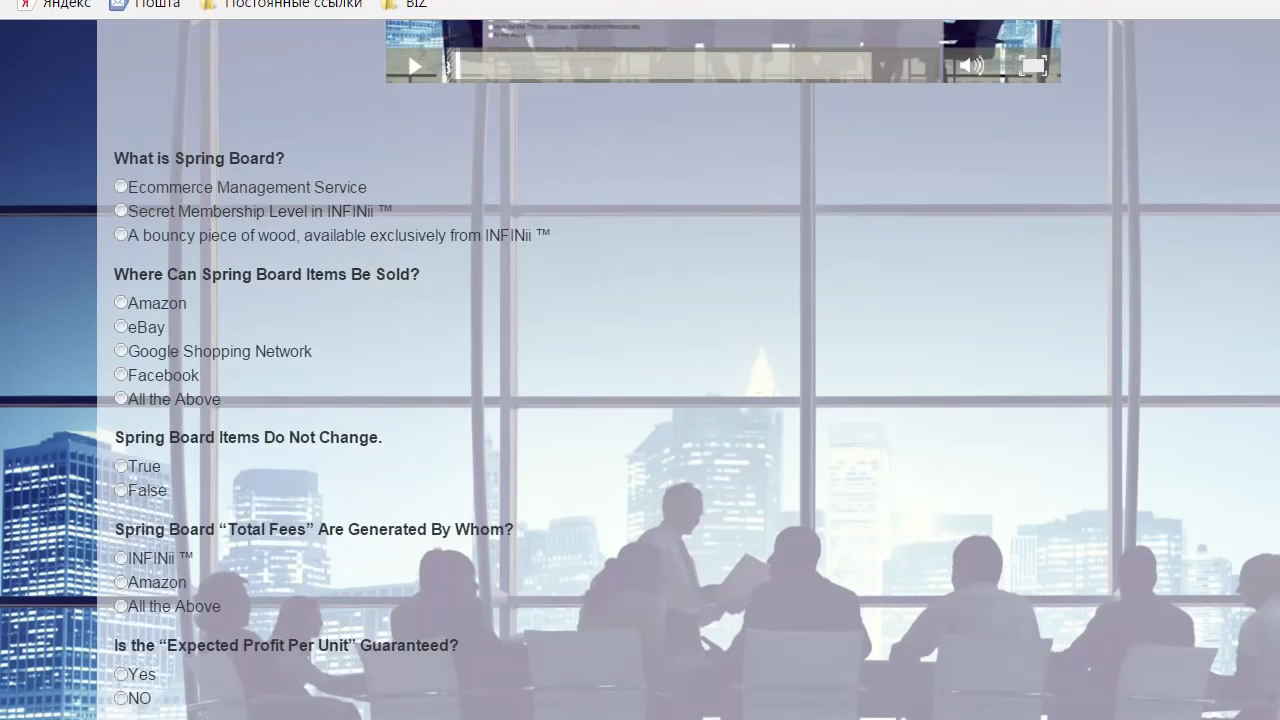 Яндекс Почта Постоянные ссылки BIZ
What is Spring Board?
Ecommerce Management Service
Secret Membership Level in INFINii ™
A bouncy piece of wood, available exclusively from INFINii ™
Where Can Spring Board Items Be Sold?
Amazon
eBay
Google Shopping Network
Facebook
All the Above
Spring Board Items Do Not Change.
True
False
Spring Board “Total Fees” Are Generated By Whom?
INFINii ™
Amazon
All the Above
Is the “Expected Profit Per Unit” Guaranteed?
Yes
NO